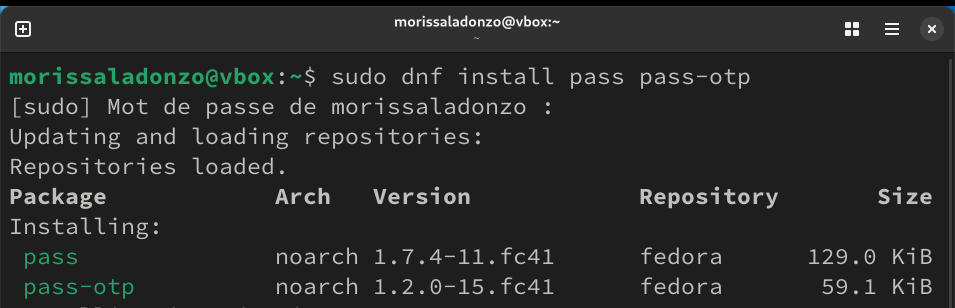 morissaladonzo@vbox:~
~
morissaladonzo@vbox:~$ sudo dnf install pass pass-otp
[sudo] Mot de passe de morissaladonzo :
Updating and loading repositories:
Repositories loaded.
Package Arch Version Repository Size
Installing:
pass noarch 1.7.4-11.fc41 fedora 129.0 KiB
pass-otp noarch 1.2.0-15.fc41 fedora 59.1 KiB